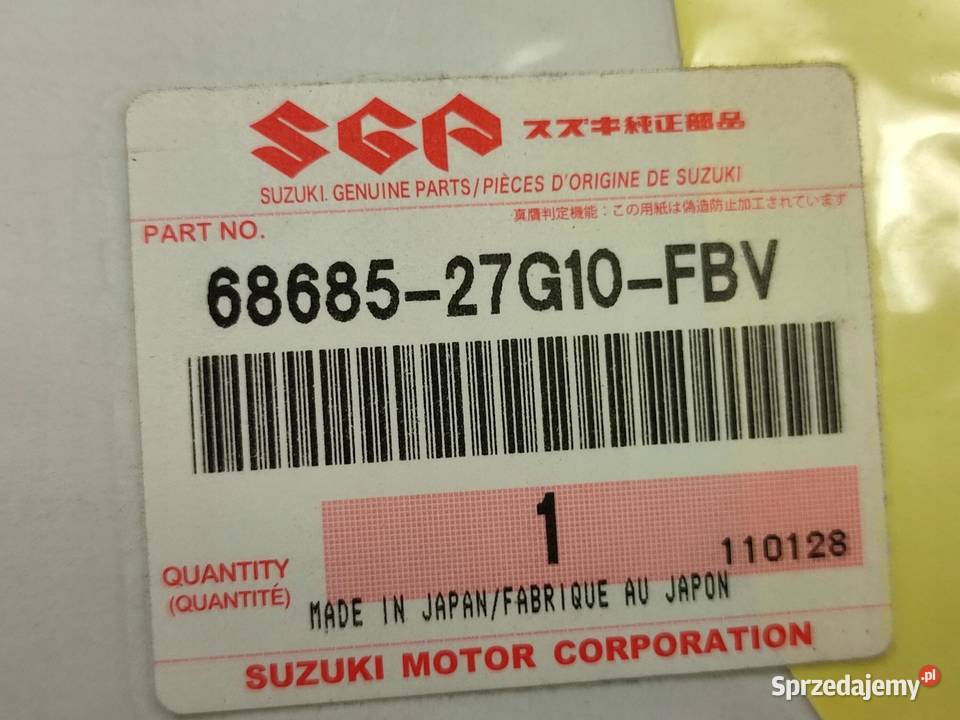 SGP スズキ純正部品
SUZUKI. GENUINE PARTS/PIÈCES D'ORIGINE DE SUZUKI
真贋判定機能：この用紙は偽造防止加工されています
PART NO.
68685-27G10-FBV
1
110128
QUANTITY
(QUANTITÉ)
MADE IN JAPAN/FABRIQUE AU JAPON
SUZUKI MOTOR CORPORATION
Sprzedajemy.pl